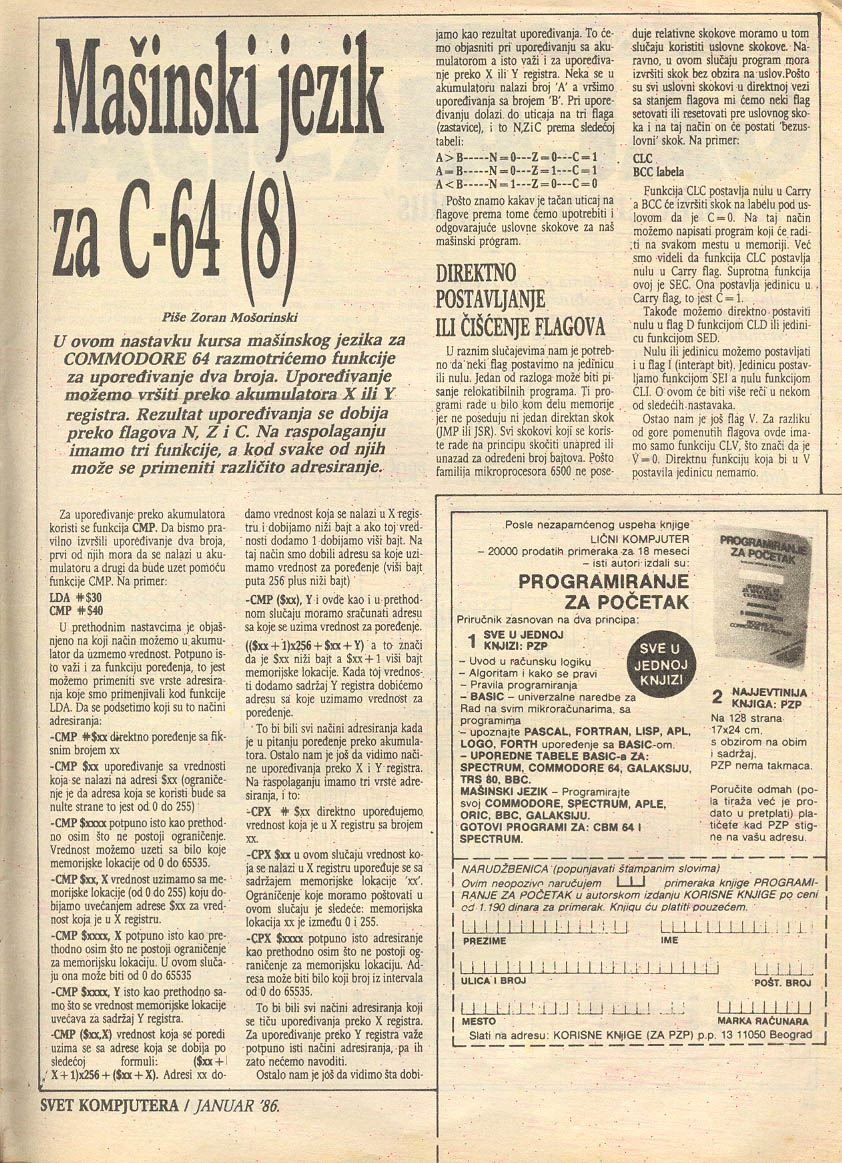 Mašinski jezik
za C-64 (8)
Piše Zoran Mošorinski
U ovom nastavku kursa mašinskog jezika za
COMMODORE 64 razmotrićemo funkcije
za upoređivanje dva broja. Upoređivanje
možemo vršiti preko akumulatora X ili Y
registra. Rezultat upoređivanja se dobija
preko flagova N, Z i C. Na raspolaganju
imamo tri funkcije, a kod svake od njih
može se primeniti različito adresiranje.
Za upoređivanje preko akumulatora
koristi se funkcija CMP. Da bismo pra-
vilno izvršili upoređivanje dva broja,
prvi od njih mora da se nalazi u aku-
mulatoru a drugi da bude uzet pomoću
funkcije CMP. Na primer:
LDA #$30
CMP #$40
U prethodnim nastavcima je objaš-
njeno na koji način možemo u akumu-
lator da uzmemo vrednost. Potpuno is-
to važi i za funkciju poređenja, to jest
možemo primeniti sve vrste adresira-
nja koje smo primenjivali kod funkcije
LDA. Da se podsetimo koji su to načini
adresiranja:
-CMP #$xx direktno poređenje sa fik-
snim brojem xx
-CMP $xx upoređivanje sa vrednosti
koja se nalazi na adresi $xx (ograniče-
nje je da adresa koja se koristi bude sa
nulte strane to jest od 0 do 255)
-CMP $xxxx potpuno isto kao prethod-
no osim što ne postoji ograničenje.
Vrednost možemo uzeti sa bilo koje
memorijske lokacije od 0 do 65535.
-CMP $xx, X vrednost uzimamo sa me-
morijske lokacije (od 0 do 255) koju do-
bijamo uvećanjem adrese $xx za vred-
nost koja je u X registru.
-CMP $xxxx, X potpuno isto kao pre-
thodno osim što ne postoji ograničenje
za memorijsku lokaciju. U ovom sluča-
ju ona može biti od 0 do 65535
-CMP $xxxx, Y isto kao prethodno sa-
mo što se vrednost memorijske lokacije
uvećava za sadržaj Y registra.
-CMP ($xx,X) vrednost koja se poredi
uzima se sa adrese koja se dobija po
sledećoj formuli: ($xx+
X+1)x256+($xx+X). Adresi xx do-
damo vrednost koja se nalazi u X regis-
tru i dobijamo niži bajt a ako toj vred-
nosti dodamo 1 dobijamo viši bajt. Na
taj način smo dobili adresu sa koje uzi-
mamo vrednost za poređenje (viši bajt
puta 256 plus niži bajt)
-CMP ($xx), Y i ovde kao i u prethod-
nom slučaju moramo sračunati adresu
sa koje se uzima vrednost za poređenje.
(($xx+1)x256+$xx+Y) a to znači
da je $xx niži bajt a $xx+1 viši bajt
memorijske lokacije. Kada toj vrednos-
ti dodamo sadržaj Y registra dobićemo
adresu sa koje uzimamo vrednost za
poređenje.
To bi bili svi načini adresiranja kada
je u pitanju poređenje preko akumula-
tora. Ostalo nam je još da vidimo nači-
ne upoređivanja preko X i Y registra.
Na raspolaganju imamo tri vrste adre-
siranja, i to:
-CPX # $xx direktno upoređujemo
vrednost koja je u X registru sa brojem
xx.
-CPX $xx u ovom slučaju vrednost ko-
ja se nalazi u X registru upoređuje se sa
sadržajem memorijske lokacije 'xx'.
Ograničenje koje moramo poštovati u
ovom slučaju je sledeće: memorijska
lokacija xx je između 0 i 255.
-CPX $xxxx potpuno isto adresiranje
kao prethodno osim što ne postoji og-
raničenje za memorijsku lokaciju. Ad-
resa može biti bilo koji broj iz intervala
od 0 do 65535.
To bi bili svi načini adresiranja koji
se tiču upoređivanja preko X registra.
Za upoređivanje preko Y registra važe
potpuno isti načini adresiranja, pa ih
zato nećemo navoditi.
Ostalo nam je još da vidimo šta dobi-
jamo kao rezultat upoređivanja. To će-
mo objasniti pri upoređivanju sa aku-
mulatorom a isto važi i za upoređiva-
nje preko X ili Y registra. Neka se u
akumulatoru nalazi broj 'A' a vršimo
upoređivanja sa brojem 'B'. Pri upore-
đivanju dolazi do uticaja na tri flaga
(zastavice), i to N,Z i C prema sledećoj
tabeli:
A>B-----N=0---Z=0---C=1
A=B-----N=0---Z=1---C=1
A<B-----N=1---Z=0---C=0
Pošto znamo kakav je tačan uticaj na
flagove prema tome ćemo upotrebiti i
odgovarajuće uslovne skokove za naš
mašinski program.
DIREKTNO
POSTAVLJANJE
ILI ČIŠĆENJE FLAGOVA
U raznim slučajevima nam je potreb-
no da neki flag postavimo na jedinicu
ili nulu. Jedan od razloga može biti pi-
sanje relokatibilnih programa. Ti pro-
grami rade u bilo kom delu memorije
jer ne poseduju ni jedan direktan skok
(JMP ili JSR). Svi skokovi koji se koris-
te rade na principu skočiti unapred ili
unazad za određeni broj bajtova. Pošto
familija mikroprocesora 6500 ne pose-
duje relativne skokove moramo u tom
slučaju koristiti uslovne skokove. Na-
ravno, u ovom slučaju program mora
izvršiti skok bez obzira na uslov.Pošto
su svi uslovni skokovi u direktnoj vezi
sa stanjem flagova mi ćemo neki flag
setovati ili resetovati pre uslovnog sko-
ka i na taj način on će postati 'bezus-
lovni' skok. Na primer:
CLC
BCC labela
Funkcija CLC postavlja nulu u Carry
a BCC će izvršiti skok na labelu pod us-
lovom da je C=0. Na taj način
možemo napisati program koji će radi-
ti na svakom mestu u memoriji. Već
smo videli da funkcija CLC postavlja
nulu u Carry flag. Suprotna funkcija
ovoj je SEC. Ona postavlja jedinicu u
Carry flag, to jest C=1.
Takođe možemo direktno postaviti
nulu u flag D funkcijom CLD ili jedini-
cu funkcijom SED.
Nulu ili jedinicu možemo postavljati
i u flag I (interapt bit). Jedinicu postav-
ljamo funkcijom SEI a nulu funkcijom
CLI. O ovom će biti više reči u nekom
od sledećih nastavaka.
Ostao nam je još flag V. Za razliku
od gore pomenutih flagova ovde ima-
mo samo funkciju CLV, što znači da je
V=0. Direktnu funkciju koja bi u V
postavila jedinicu nemamo.
Posle nezapamćenog uspeha knjige
LIČNI KOMPJUTER
– 20000 prodatih primeraka za 18 meseci
– isti autori izdali su:
PROGRAMIRANJE
ZA POČETAK
Priručnik zasnovan na dva principa:
1 SVE U JEDNOJ
KNJIZI: PZP
– Uvod u računsku logiku
– Algoritam i kako se pravi
– Pravila programiranja
– BASIC – univerzalne naredbe za
Rad na svim mikroračunarima, sa
programima
– upoznajte PASCAL, FORTRAN, LISP, APL,
LOGO, FORTH upoređene sa BASIC-om.
– UPOREDNE TABELE BASIC-a ZA:
SPECTRUM, COMMODORE 64, GALAKSIJU,
TRS 80, BBC.
MAŠINSKI JEZIK – Programirajte
svoj COMMODORE, SPECTRUM, APLE,
ORIC, BBC, GALAKSIJU.
GOTOVI PROGRAMI ZA: CBM 64 I
SPECTRUM.
SVE U
JEDNOJ
KNJIZI
PROGRAMIRANJE
ZA POČETAK
2 NAJJEVTINIJA
KNJIGA: PZP
Na 128 strana
17x24 cm,
s obzirom na obim
i sadržaj.
PZP nema takmaca.
Poručite odmah (po-
la tiraža već je pro-
dato u pretplati) pla-
tićete kad PZP stig-
ne na vašu adresu.
NARUDŽBENICA (popunjavati štampanim slovima)
Ovim neopozivo naručujem primeraka knjige PROGRAMI-
RANJE ZA POČETAK u autorskom izdanju KORISNE KNJIGE po ceni
od 1.190 dinara za primerak. Knjigu ću platiti pouzećem.
PREZIME IME
ULICA I BROJ POŠT. BROJ
MESTO MARKA RAČUNARA
Slati na adresu: KORISNE KNJIGE (ZA PZP) p.p. 13 11050 Beograd
SVET KOMPJUTERA / JANUAR '86.